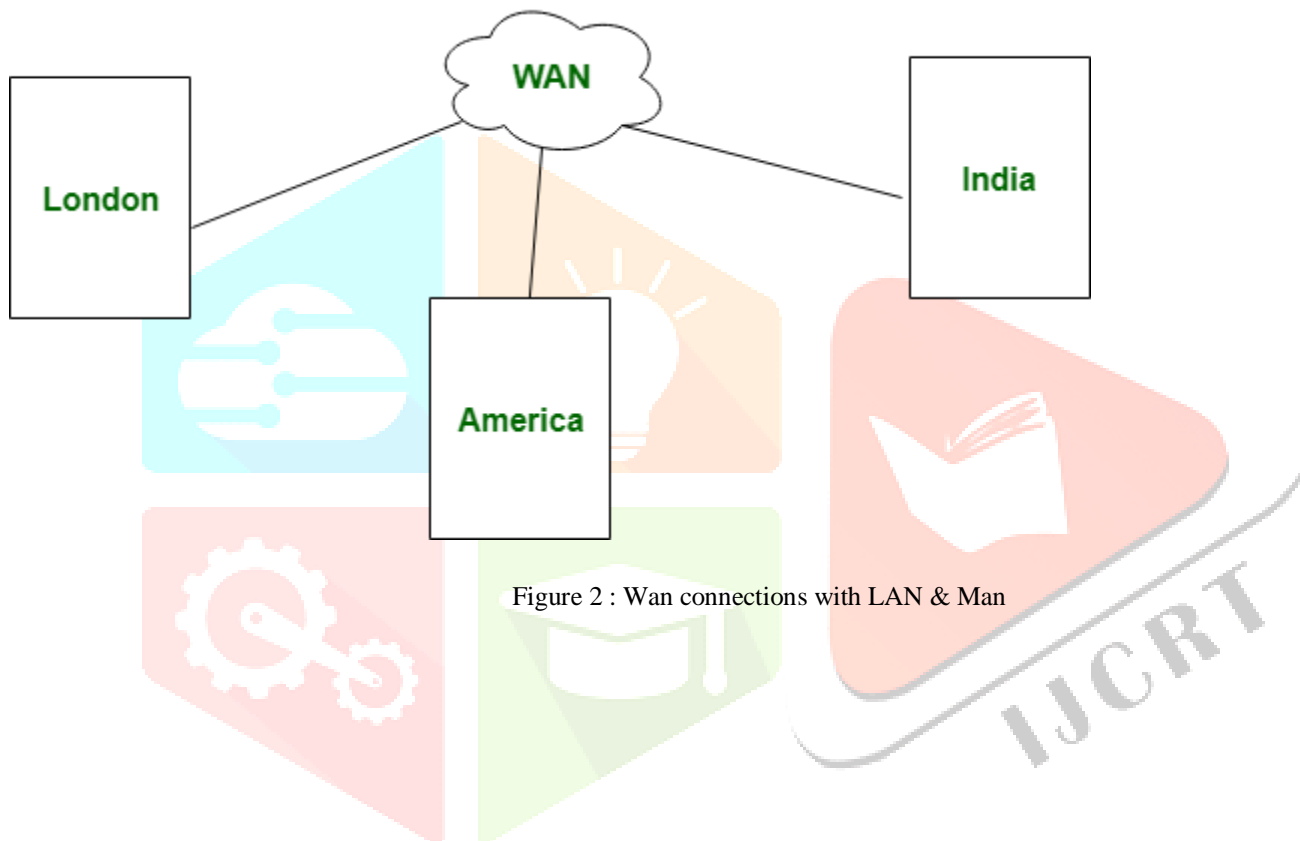 WAN
London
India
America
Figure 2 : Wan connections with LAN & Man
IJCRT